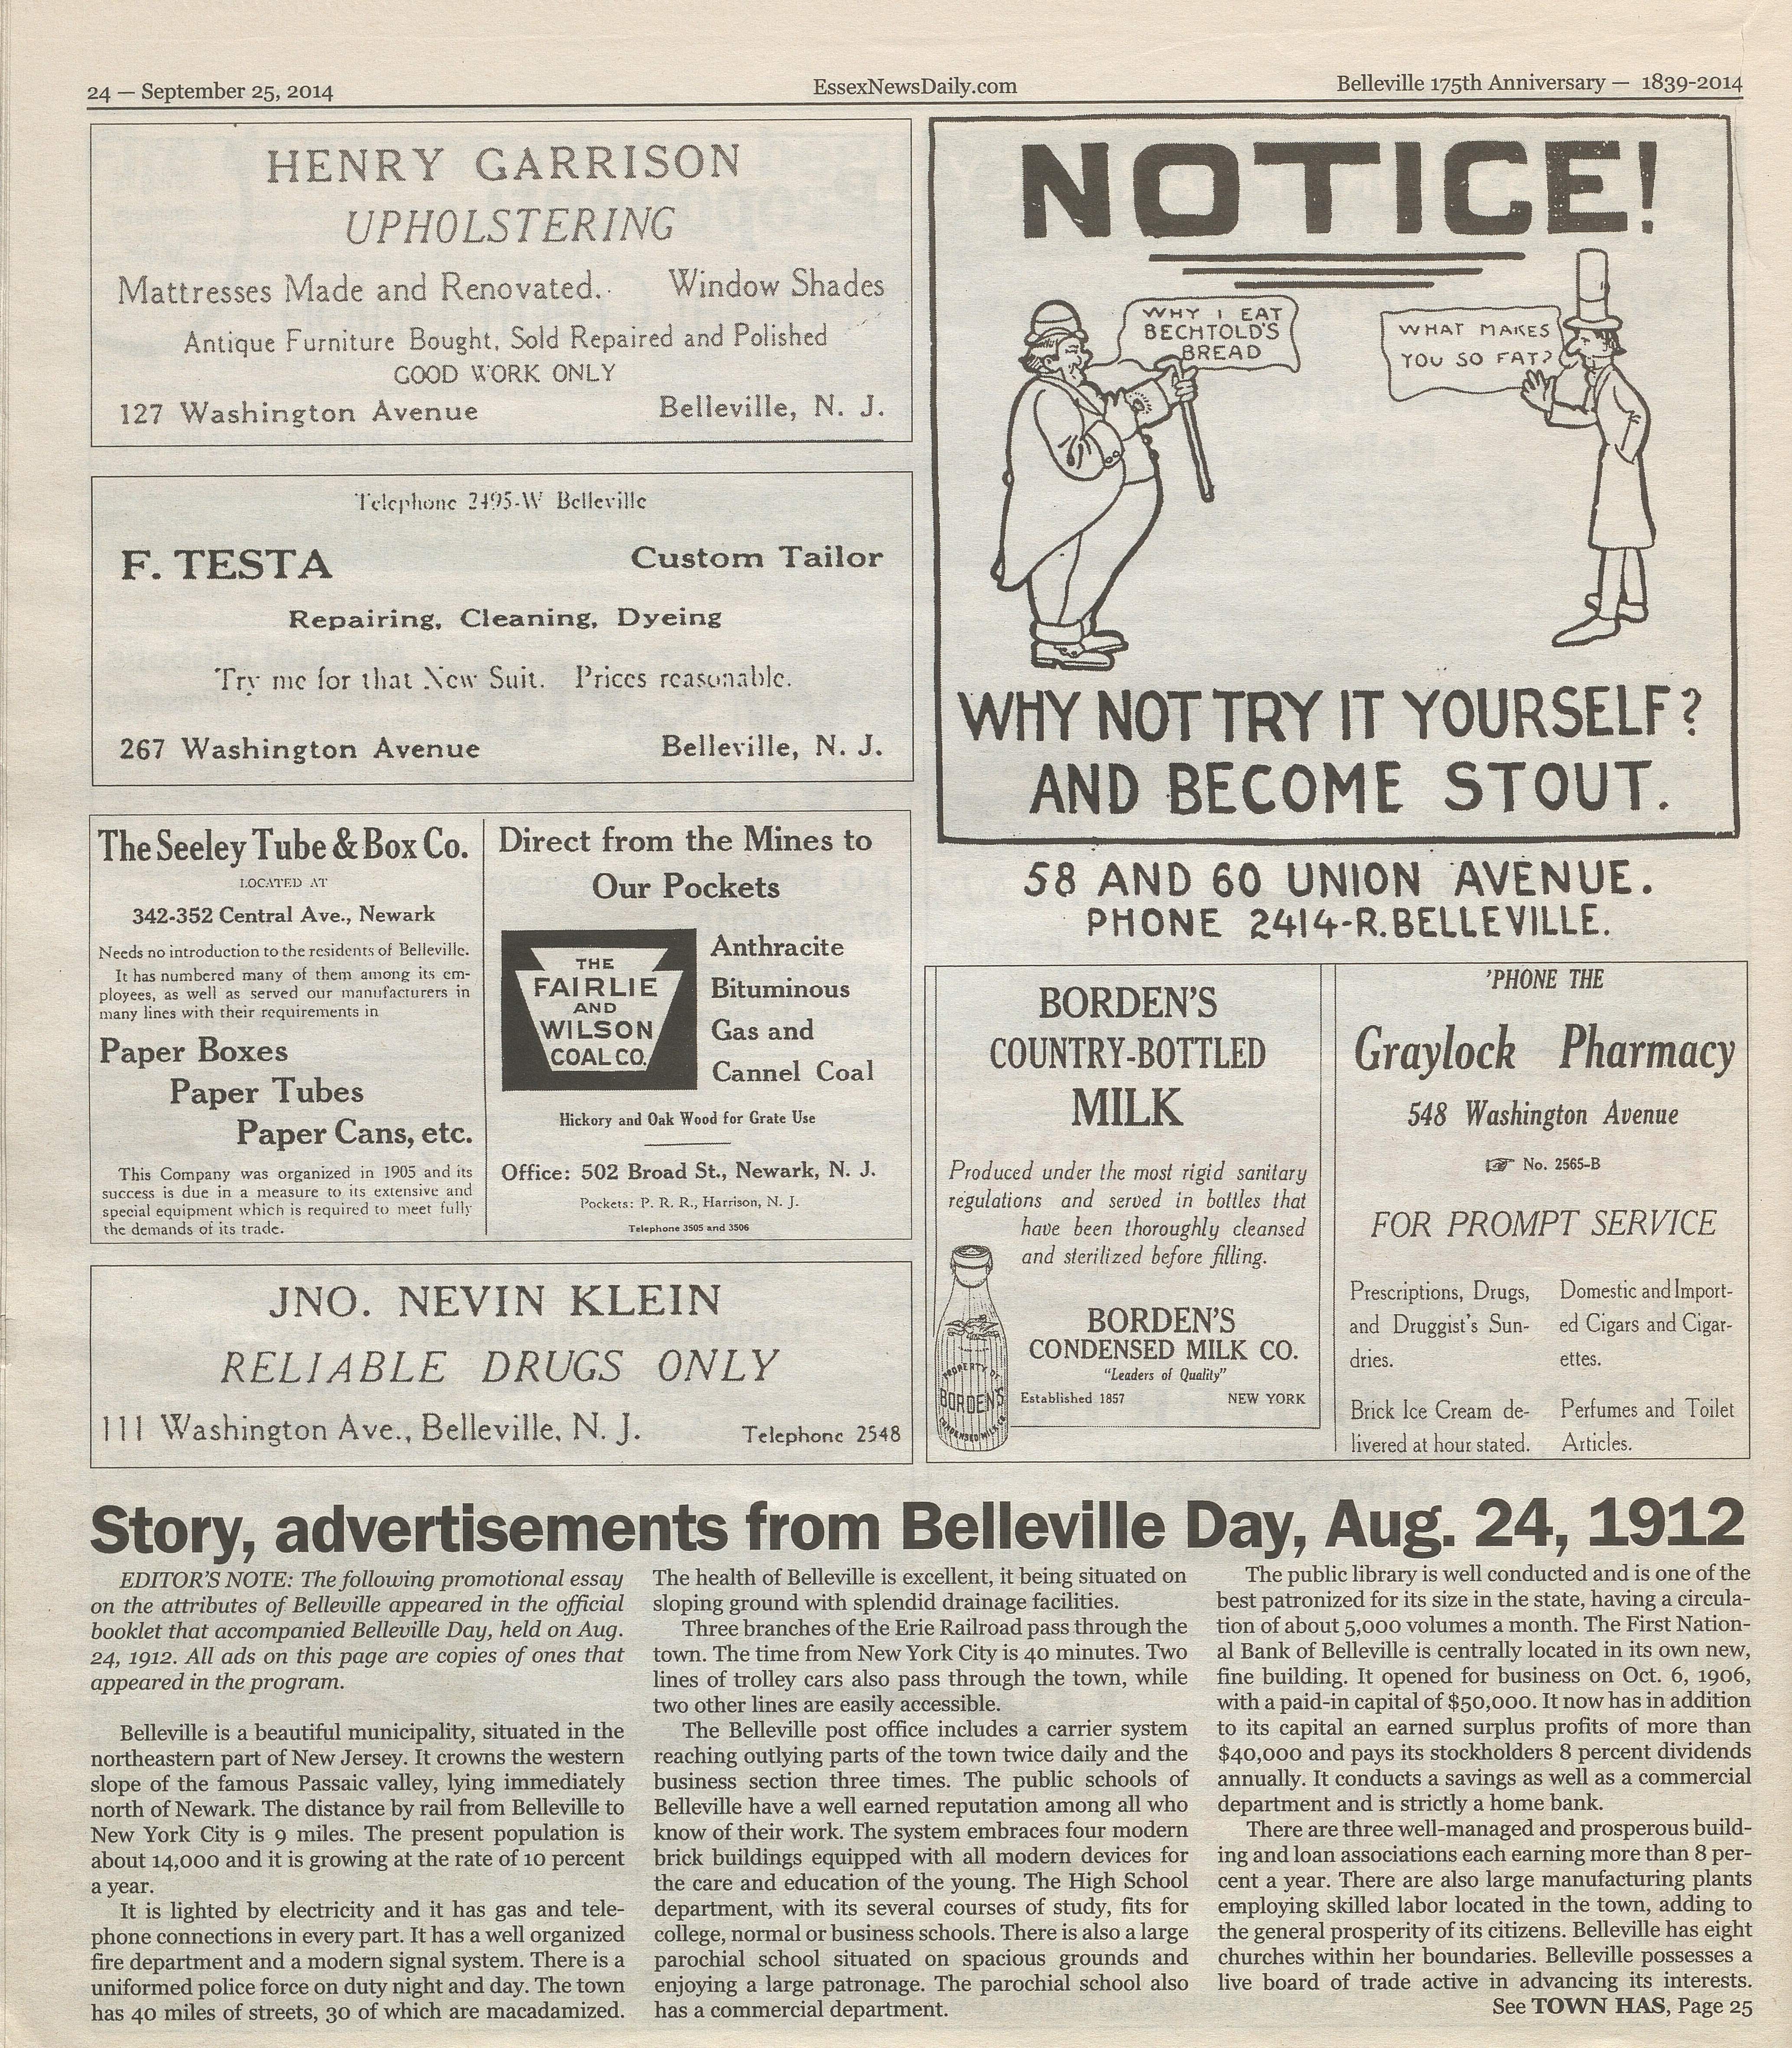 24 — September 25, 2014
EssexNewsDaily.com
Belleville 175th Anniversary — 1839-2014
HENRY GARRISON
UPHOLSTERING
Mattresses Made and Renovated. Window Shades
Antique Furniture Bought, Sold Repaired and Polished
GOOD WORK ONLY
127 Washington Avenue Belleville, N. J.
Telephone 2495-W Belleville
F. TESTA Custom Tailor
Repairing, Cleaning, Dyeing
Try me for that New Suit. Prices reasonable.
267 Washington Avenue Belleville, N. J.
The Seeley Tube & Box Co.
LOCATED AT
342-352 Central Ave., Newark
Needs no introduction to the residents of Belleville.
It has numbered many of them among its em-
ployees, as well as served our manufacturers in
many lines with their requirements in
Paper Boxes
Paper Tubes
Paper Cans, etc.
This Company was organized in 1905 and its
success is due in a measure to its extensive and
special equipment which is required to meet fully
the demands of its trade.
Direct from the Mines to
Our Pockets
THE
FAIRLIE
AND
WILSON
COAL CO.
Anthracite
Bituminous
Gas and
Cannel Coal
Hickory and Oak Wood for Grate Use
Office: 502 Broad St., Newark, N. J.
Pockets: P. R. R., Harrison, N. J.
Telephone 3505 and 3506
JNO. NEVIN KLEIN
RELIABLE DRUGS ONLY
111 Washington Ave., Belleville, N. J. Telephone 2548
NOTICE!
WHY I EAT
BECHTOLD'S
BREAD
WHAT MAKES
YOU SO FAT?
WHY NOT TRY IT YOURSELF?
AND BECOME STOUT.
58 AND 60 UNION AVENUE.
PHONE 2414-R. BELLEVILLE.
BORDEN'S
COUNTRY-BOTTLED
MILK
Produced under the most rigid sanitary
regulations and served in bottles that
have been thoroughly cleansed
and sterilized before filling.
PROPERTY OF
BORDEN'S
CONDENSED MILK CO.
BORDEN'S
CONDENSED MILK CO.
"Leaders of Quality"
Established 1857 NEW YORK
'PHONE THE
Graylock Pharmacy
548 Washington Avenue
☞ No. 2565-B
FOR PROMPT SERVICE
Prescriptions, Drugs,
and Druggist's Sun-
dries.
Domestic and Import-
ed Cigars and Cigar-
ettes.
Brick Ice Cream de-
livered at hour stated.
Perfumes and Toilet
Articles.
Story, advertisements from Belleville Day, Aug. 24, 1912
EDITOR'S NOTE: The following promotional essay
on the attributes of Belleville appeared in the official
booklet that accompanied Belleville Day, held on Aug.
24, 1912. All ads on this page are copies of ones that
appeared in the program.
Belleville is a beautiful municipality, situated in the
northeastern part of New Jersey. It crowns the western
slope of the famous Passaic valley, lying immediately
north of Newark. The distance by rail from Belleville to
New York City is 9 miles. The present population is
about 14,000 and it is growing at the rate of 10 percent
a year.
It is lighted by electricity and it has gas and tele-
phone connections in every part. It has a well organized
fire department and a modern signal system. There is a
uniformed police force on duty night and day. The town
has 40 miles of streets, 30 of which are macadamized.
The health of Belleville is excellent, it being situated on
sloping ground with splendid drainage facilities.
Three branches of the Erie Railroad pass through the
town. The time from New York City is 40 minutes. Two
lines of trolley cars also pass through the town, while
two other lines are easily accessible.
The Belleville post office includes a carrier system
reaching outlying parts of the town twice daily and the
business section three times. The public schools of
Belleville have a well earned reputation among all who
know of their work. The system embraces four modern
brick buildings equipped with all modern devices for
the care and education of the young. The High School
department, with its several courses of study, fits for
college, normal or business schools. There is also a large
parochial school situated on spacious grounds and
enjoying a large patronage. The parochial school also
has a commercial department.
The public library is well conducted and is one of the
best patronized for its size in the state, having a circula-
tion of about 5,000 volumes a month. The First Nation-
al Bank of Belleville is centrally located in its own new,
fine building. It opened for business on Oct. 6, 1906,
with a paid-in capital of $50,000. It now has in addition
to its capital an earned surplus profits of more than
$40,000 and pays its stockholders 8 percent dividends
annually. It conducts a savings as well as a commercial
department and is strictly a home bank.
There are three well-managed and prosperous build-
ing and loan associations each earning more than 8 per-
cent a year. There are also large manufacturing plants
employing skilled labor located in the town, adding to
the general prosperity of its citizens. Belleville has eight
churches within her boundaries. Belleville possesses a
live board of trade active in advancing its interests.
See TOWN HAS, Page 25